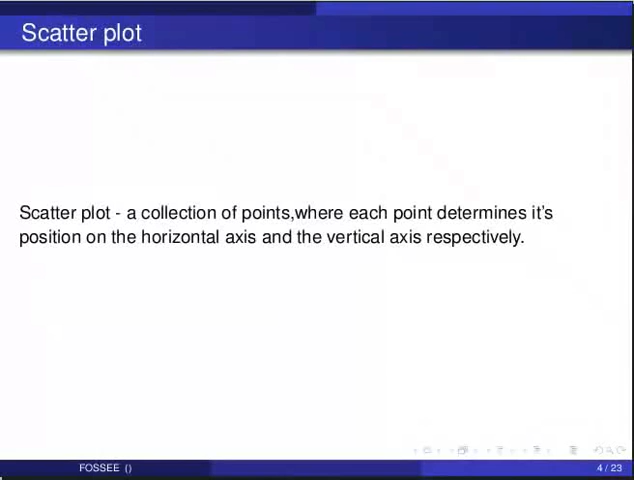 Scatter plot
Scatter plot - a collection of points,where each point determines it's
position on the horizontal axis and the vertical axis respectively.
FOSSEE ()
4 / 23